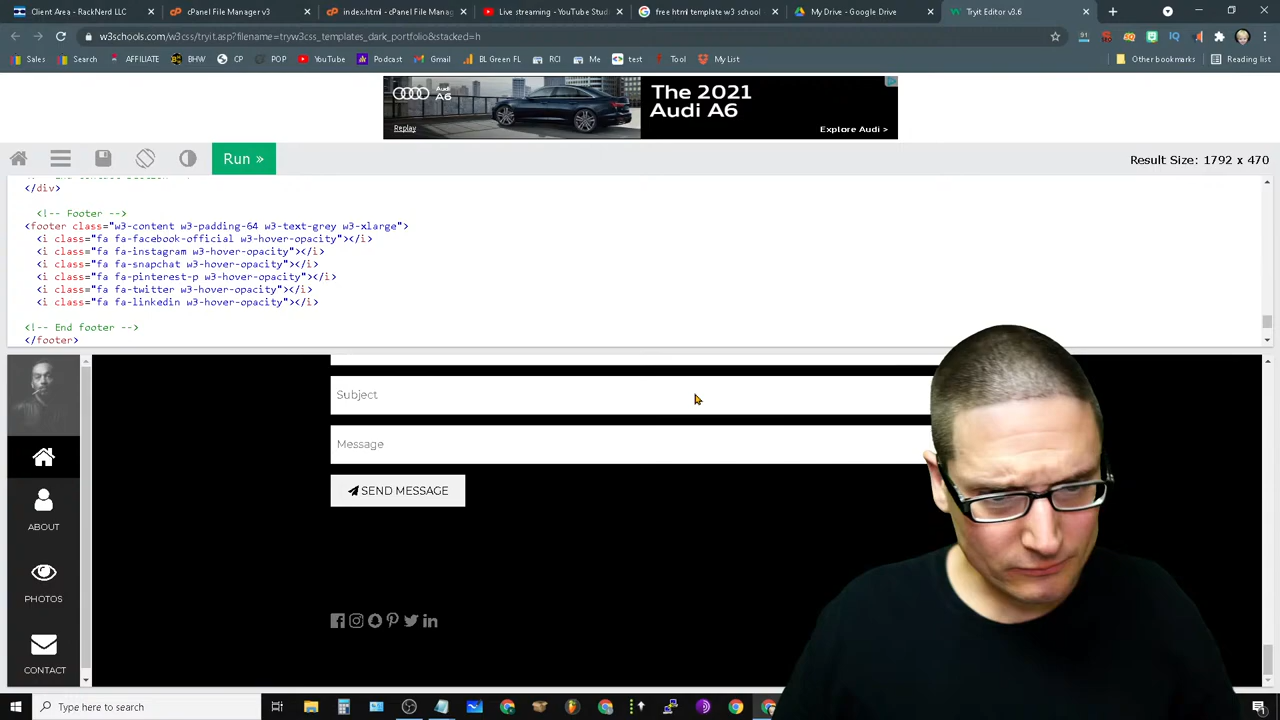 Client Area - RackNerd LLC
cPanel File Manager v3
index.html - cPanel File Manag
Live streaming - YouTube Studi
free html template w3 school
My Drive - Google Drive
Tryit Editor v3.6
w3schools.com/w3css/tryit.asp?filename=tryw3css_templates_dark_portfolio&stacked=h
Sales Search AFFILIATE BHW CP POP YouTube Podcast Gmail BL Green FL RCI Me test Tool My List Other bookmarks Reading list
Audi
A6
The 2021
Audi A6
Replay
Explore Audi >
Run »
Result Size: 1792 x 470
</div>
<!-- Footer -->
<footer class="w3-content w3-padding-64 w3-text-grey w3-xlarge">
<i class="fa fa-facebook-official w3-hover-opacity"></i>
<i class="fa fa-instagram w3-hover-opacity"></i>
<i class="fa fa-snapchat w3-hover-opacity"></i>
<i class="fa fa-pinterest-p w3-hover-opacity"></i>
<i class="fa fa-twitter w3-hover-opacity"></i>
<i class="fa fa-linkedin w3-hover-opacity"></i>
<!-- End footer -->
</footer>
Subject
Message
SEND MESSAGE
ABOUT
PHOTOS
CONTACT
Type here to search